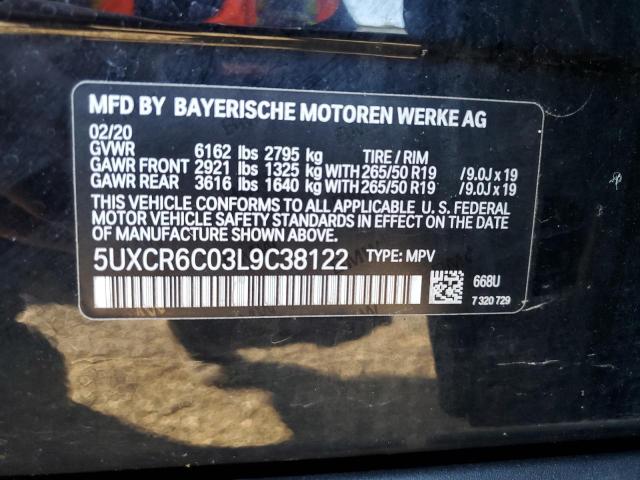 MFD BY BAYERISCHE MOTOREN WERKE AG
02/20
GVWR 6162 lbs 2795 kg TIRE / RIM
GAWR FRONT 2921 lbs 1325 kg WITH 265/50 R19 /9.0J x 19
GAWR REAR 3616 lbs 1640 kg WITH 265/50 R19 /9.0J x 19
THIS VEHICLE CONFORMS TO ALL APPLICABLE U. S. FEDERAL
MOTOR VEHICLE SAFETY STANDARDS IN EFFECT ON THE DATE
OF MANUFACTURE SHOWN ABOVE.
5UXCR6C03L9C38122 TYPE: MPV
668U
7 320 729